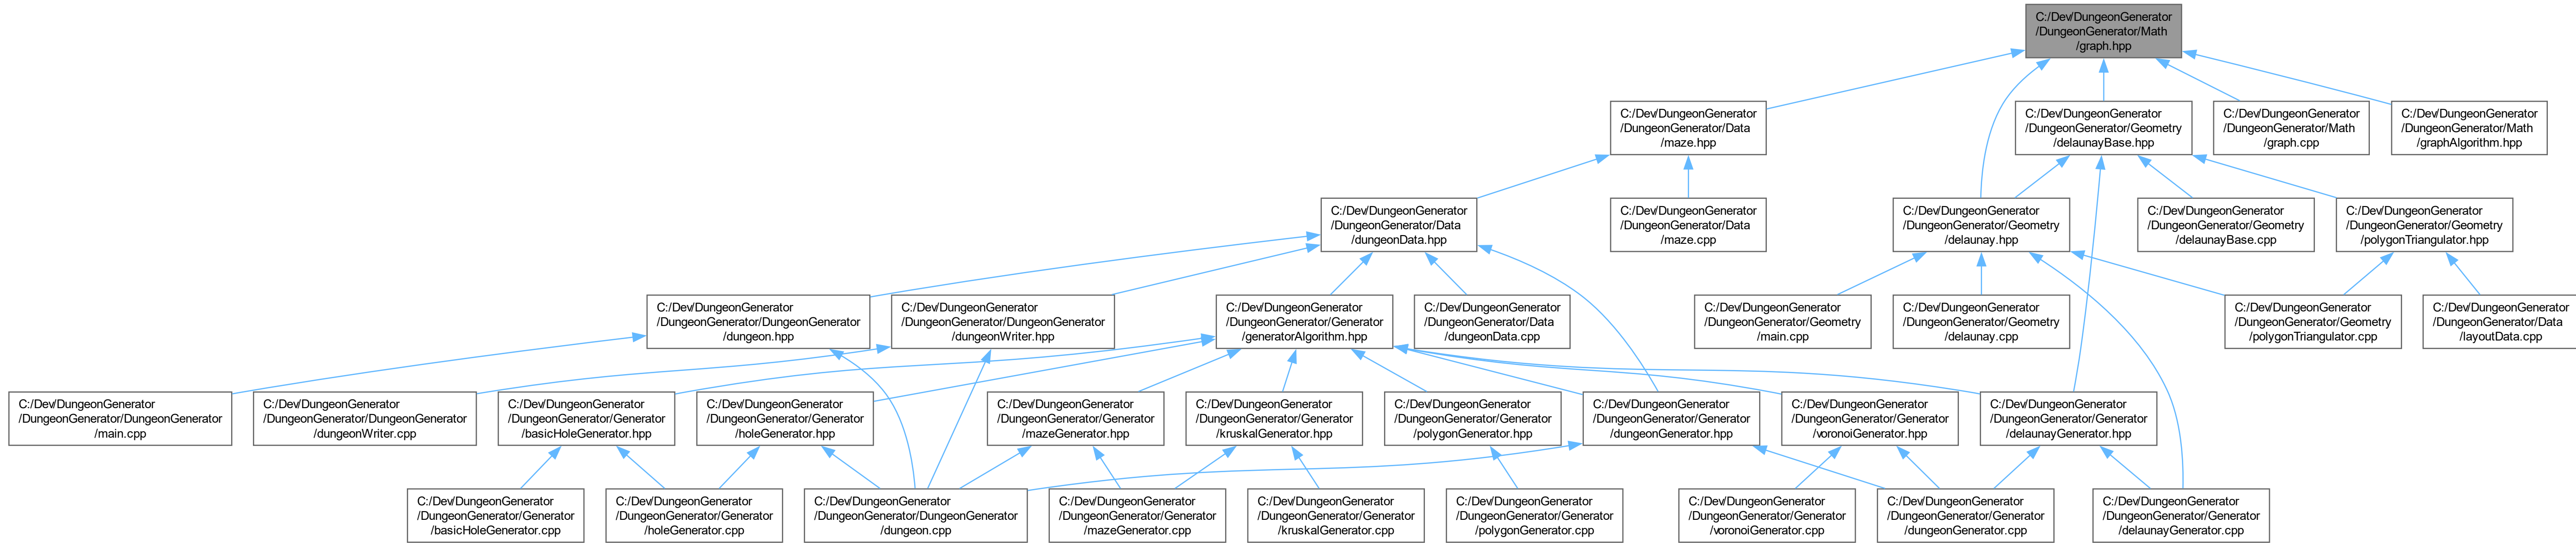 C:/Dev/DungeonGenerator
/DungeonGenerator/Math
/graph.hpp
C:/Dev/DungeonGenerator
/DungeonGenerator/Data
/maze.hpp
C:/Dev/DungeonGenerator
/DungeonGenerator/Geometry
/delaunayBase.hpp
C:/Dev/DungeonGenerator
/DungeonGenerator/Math
/graph.cpp
C:/Dev/DungeonGenerator
/DungeonGenerator/Math
/graphAlgorithm.hpp
C:/Dev/DungeonGenerator
/DungeonGenerator/Data
/dungeonData.hpp
C:/Dev/DungeonGenerator
/DungeonGenerator/Data
/maze.cpp
C:/Dev/DungeonGenerator
/DungeonGenerator/Geometry
/delaunay.hpp
C:/Dev/DungeonGenerator
/DungeonGenerator/Geometry
/delaunayBase.cpp
C:/Dev/DungeonGenerator
/DungeonGenerator/Geometry
/polygonTriangulator.hpp
C:/Dev/DungeonGenerator
/DungeonGenerator/DungeonGenerator
/dungeon.hpp
C:/Dev/DungeonGenerator
/DungeonGenerator/DungeonGenerator
/dungeonWriter.hpp
C:/Dev/DungeonGenerator
/DungeonGenerator/Generator
/generatorAlgorithm.hpp
C:/Dev/DungeonGenerator
/DungeonGenerator/Data
/dungeonData.cpp
C:/Dev/DungeonGenerator
/DungeonGenerator/Geometry
/main.cpp
C:/Dev/DungeonGenerator
/DungeonGenerator/Geometry
/delaunay.cpp
C:/Dev/DungeonGenerator
/DungeonGenerator/Geometry
/polygonTriangulator.cpp
C:/Dev/DungeonGenerator
/DungeonGenerator/Data
/layoutData.cpp
C:/Dev/DungeonGenerator
/DungeonGenerator/DungeonGenerator
/main.cpp
C:/Dev/DungeonGenerator
/DungeonGenerator/DungeonGenerator
/dungeonWriter.cpp
C:/Dev/DungeonGenerator
/DungeonGenerator/Generator
/basicHoleGenerator.hpp
C:/Dev/DungeonGenerator
/DungeonGenerator/Generator
/holeGenerator.hpp
C:/Dev/DungeonGenerator
/DungeonGenerator/Generator
/mazeGenerator.hpp
C:/Dev/DungeonGenerator
/DungeonGenerator/Generator
/kruskalGenerator.hpp
C:/Dev/DungeonGenerator
/DungeonGenerator/Generator
/polygonGenerator.hpp
C:/Dev/DungeonGenerator
/DungeonGenerator/Generator
/dungeonGenerator.hpp
C:/Dev/DungeonGenerator
/DungeonGenerator/Generator
/voronoiGenerator.hpp
C:/Dev/DungeonGenerator
/DungeonGenerator/Generator
/delaunayGenerator.hpp
C:/Dev/DungeonGenerator
/DungeonGenerator/Generator
/basicHoleGenerator.cpp
C:/Dev/DungeonGenerator
/DungeonGenerator/Generator
/holeGenerator.cpp
C:/Dev/DungeonGenerator
/DungeonGenerator/DungeonGenerator
/dungeon.cpp
C:/Dev/DungeonGenerator
/DungeonGenerator/Generator
/mazeGenerator.cpp
C:/Dev/DungeonGenerator
/DungeonGenerator/Generator
/kruskalGenerator.cpp
C:/Dev/DungeonGenerator
/DungeonGenerator/Generator
/polygonGenerator.cpp
C:/Dev/DungeonGenerator
/DungeonGenerator/Generator
/voronoiGenerator.cpp
C:/Dev/DungeonGenerator
/DungeonGenerator/Generator
/dungeonGenerator.cpp
C:/Dev/DungeonGenerator
/DungeonGenerator/Generator
/delaunayGenerator.cpp